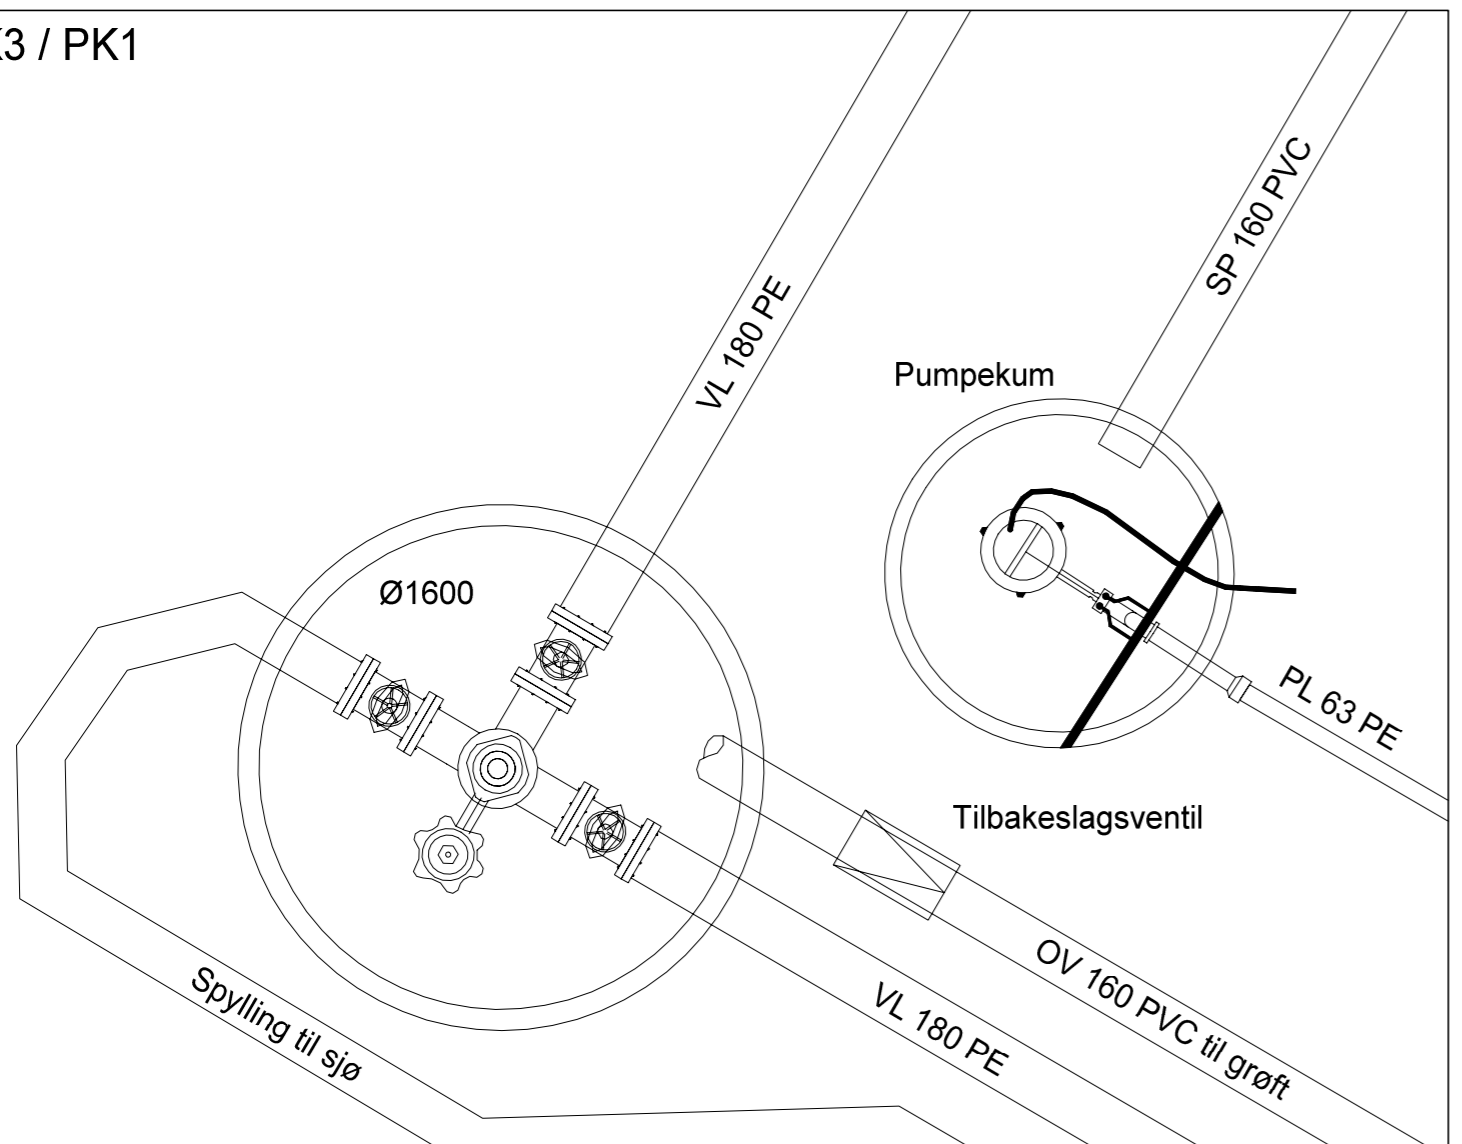 3 / PK1
SP 160 PVC
VL 180 PE
Pumpekum
Ø1600
PL 63 PE
Tilbakeslagsventil
OV 160 PVC til grøft
VL 180 PE
Spylling til sjø